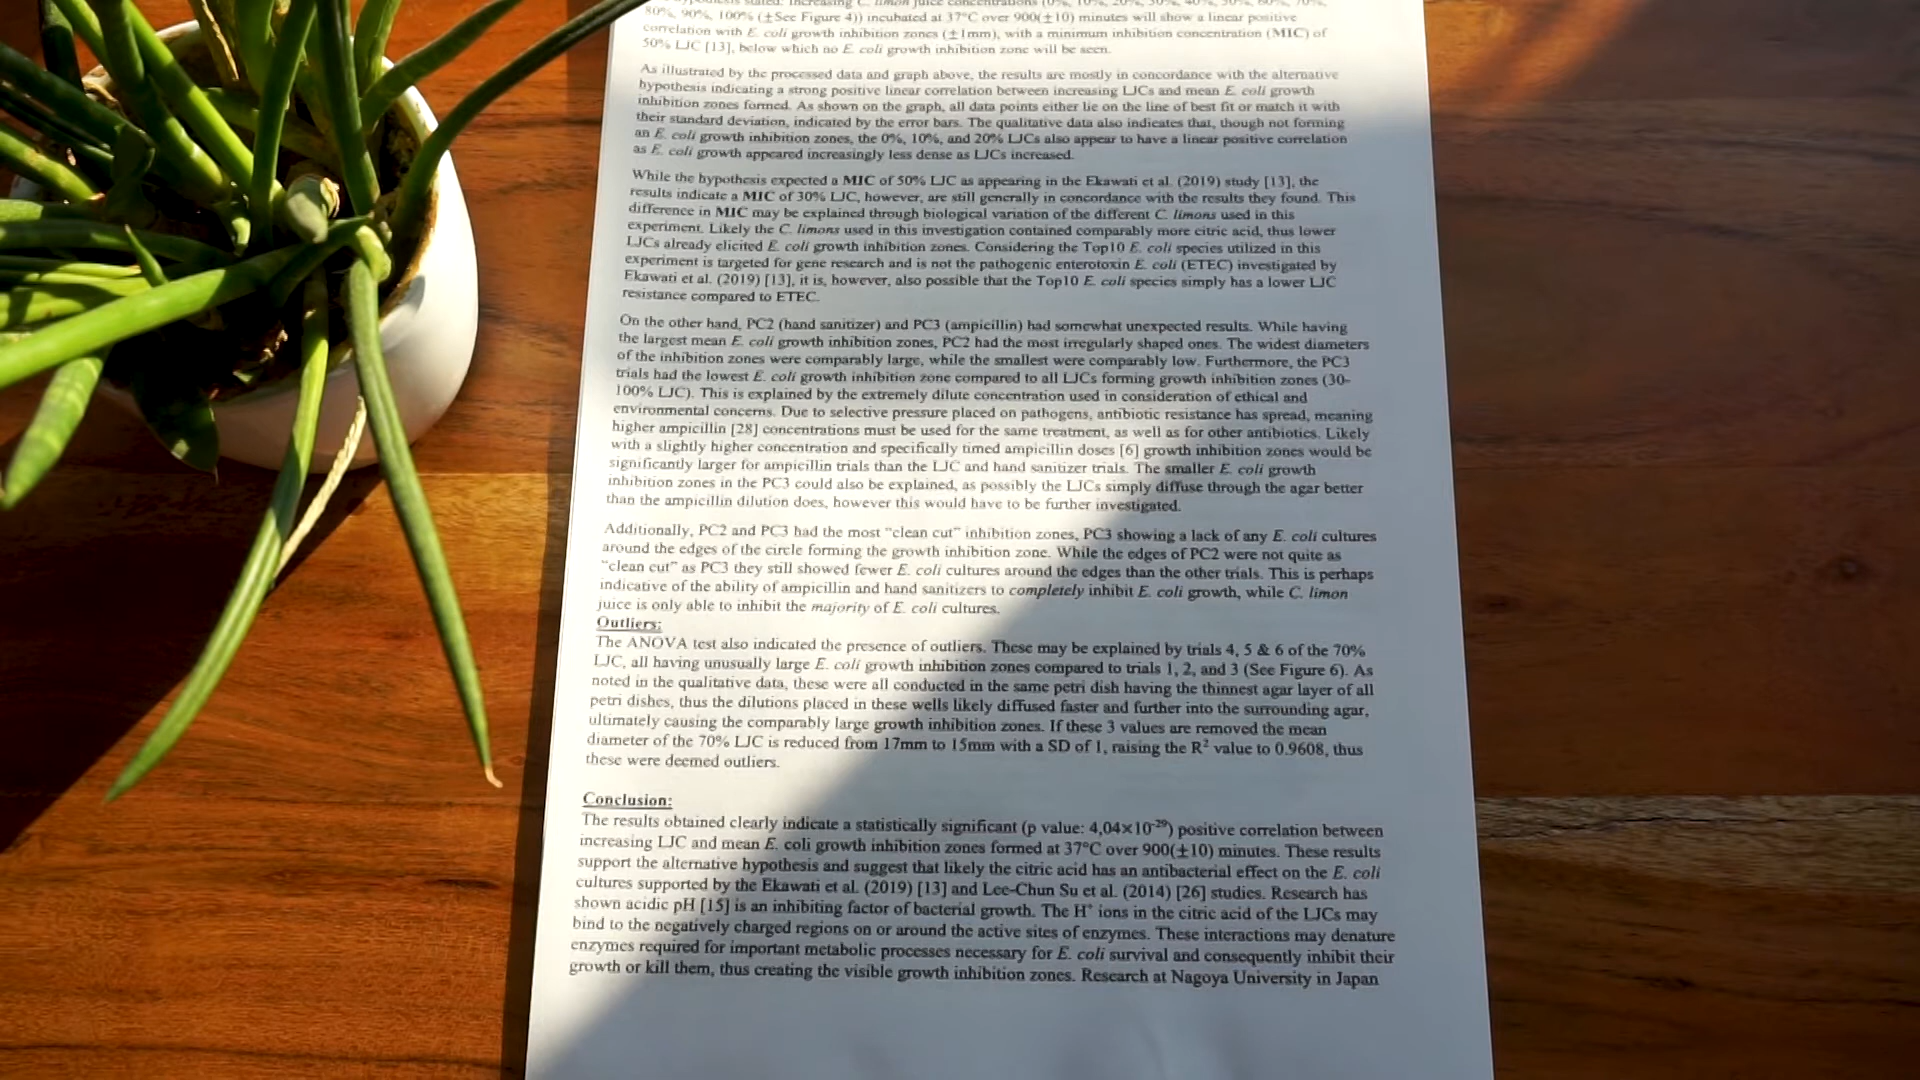 stated: Increasing C. limon juice concentrations (0%, 10%, 20%, 30%, 40%, 50%, 60%, 70%,
80%, 90%, 100% (±See Figure 4)) incubated at 37°C over 900(±10) minutes will show a linear positive
correlation with E. coli growth inhibition zones (±1mm), with a minimum inhibition concentration (MIC) of
50% LJC [13], below which no E. coli growth inhibition zone will be seen.
As illustrated by the processed data and graph above, the results are mostly in concordance with the alternative
hypothesis indicating a strong positive linear correlation between increasing LJCs and mean E. coli growth
inhibition zones formed. As shown on the graph, all data points either lie on the line of best fit or match it with
their standard deviation, indicated by the error bars. The qualitative data also indicates that, though not forming
an E. coli growth inhibition zones, the 0%, 10%, and 20% LJCs also appear to have a linear positive correlation
as E. coli growth appeared increasingly less dense as LJCs increased.
While the hypothesis expected a MIC of 50% LJC as appearing in the Ekawati et al. (2019) study [13], the
results indicate a MIC of 30% LJC, however, are still generally in concordance with the results they found. This
difference in MIC may be explained through biological variation of the different C. limons used in this
experiment. Likely the C. limons used in this investigation contained comparably more citric acid, thus lower
LJCs already elicited E. coli growth inhibition zones. Considering the Top10 E. coli species utilized in this
experiment is targeted for gene research and is not the pathogenic enterotoxin E. coli (ETEC) investigated by
Ekawati et al. (2019) [13], it is, however, also possible that the Top10 E. coli species simply has a lower LJC
resistance compared to ETEC.
On the other hand, PC2 (hand sanitizer) and PC3 (ampicillin) had somewhat unexpected results. While having
the largest mean E. coli growth inhibition zones, PC2 had the most irregularly shaped ones. The widest diameters
of the inhibition zones were comparably large, while the smallest were comparably low. Furthermore, the PC3
trials had the lowest E. coli growth inhibition zone compared to all LJCs forming growth inhibition zones (30-
100% LJC). This is explained by the extremely dilute concentration used in consideration of ethical and
environmental concerns. Due to selective pressure placed on pathogens, antibiotic resistance has spread, meaning
higher ampicillin [28] concentrations must be used for the same treatment, as well as for other antibiotics. Likely
with a slightly higher concentration and specifically timed ampicillin doses [6] growth inhibition zones would be
significantly larger for ampicillin trials than the LJC and hand sanitizer trials. The smaller E. coli growth
inhibition zones in the PC3 could also be explained, as possibly the LJCs simply diffuse through the agar better
than the ampicillin dilution does, however this would have to be further investigated.
Additionally, PC2 and PC3 had the most “clean cut” inhibition zones, PC3 showing a lack of any E. coli cultures
around the edges of the circle forming the growth inhibition zone. While the edges of PC2 were not quite as
“clean cut” as PC3 they still showed fewer E. coli cultures around the edges than the other trials. This is perhaps
indicative of the ability of ampicillin and hand sanitizers to completely inhibit E. coli growth, while C. limon
juice is only able to inhibit the majority of E. coli cultures.
Outliers:
The ANOVA test also indicated the presence of outliers. These may be explained by trials 4, 5 & 6 of the 70%
LJC, all having unusually large E. coli growth inhibition zones compared to trials 1, 2, and 3 (See Figure 6). As
noted in the qualitative data, these were all conducted in the same petri dish having the thinnest agar layer of all
petri dishes, thus the dilutions placed in these wells likely diffused faster and further into the surrounding agar,
ultimately causing the comparably large growth inhibition zones. If these 3 values are removed the mean
diameter of the 70% LJC is reduced from 17mm to 15mm with a SD of 1, raising the R² value to 0.9608, thus
these were deemed outliers.
Conclusion:
The results obtained clearly indicate a statistically significant (p value: 4,04×10⁻²⁹) positive correlation between
increasing LJC and mean E. coli growth inhibition zones formed at 37°C over 900(±10) minutes. These results
support the alternative hypothesis and suggest that likely the citric acid has an antibacterial effect on the E. coli
cultures supported by the Ekawati et al. (2019) [13] and Lee-Chun Su et al. (2014) [26] studies. Research has
shown acidic pH [15] is an inhibiting factor of bacterial growth. The H⁺ ions in the citric acid of the LJCs may
bind to the negatively charged regions on or around the active sites of enzymes. These interactions may denature
enzymes required for important metabolic processes necessary for E. coli survival and consequently inhibit their
growth or kill them, thus creating the visible growth inhibition zones. Research at Nagoya University in Japan